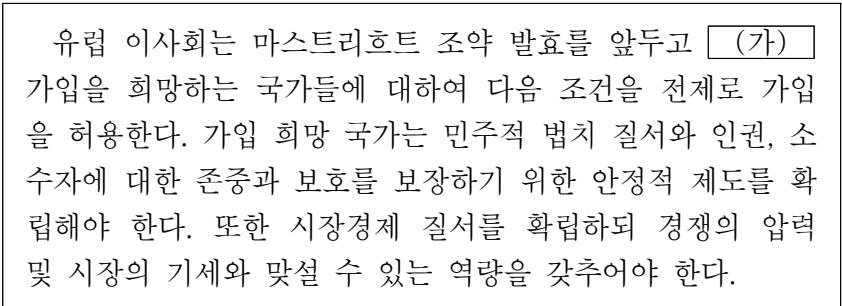 유럽 이사회는 마스트리흐트 조약 발효를 앞두고 (가)
가입을 희망하는 국가들에 대하여 다음 조건을 전제로 가입
을 허용한다. 가입 희망 국가는 민주적 법치 질서와 인권, 소
수자에 대한 존중과 보호를 보장하기 위한 안정적 제도를 확
립해야 한다. 또한 시장경제 질서를 확립하되 경쟁의 압력
및 시장의 기세와 맞설 수 있는 역량을 갖추어야 한다.